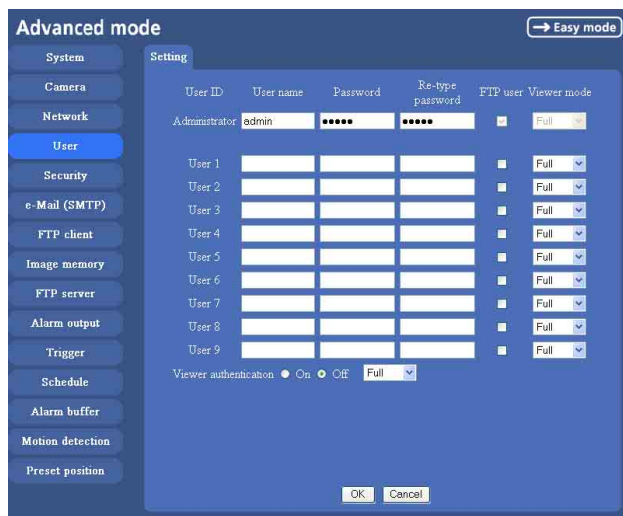 Advanced mode
→ Easy mode
System
Camera
Network
User
Security
e-Mail (SMTP)
FTP client
Image memory
FTP server
Alarm output
Trigger
Schedule
Alarm buffer
Motion detection
Preset position
Setting
User ID User name Password Re-type password FTP user Viewer mode
Administrator admin ●●●●● ●●●●● Full
User 1 Full
User 2 Full
User 3 Full
User 4 Full
User 5 Full
User 6 Full
User 7 Full
User 8 Full
User 9 Full
Viewer authentication On Off Full
OK Cancel